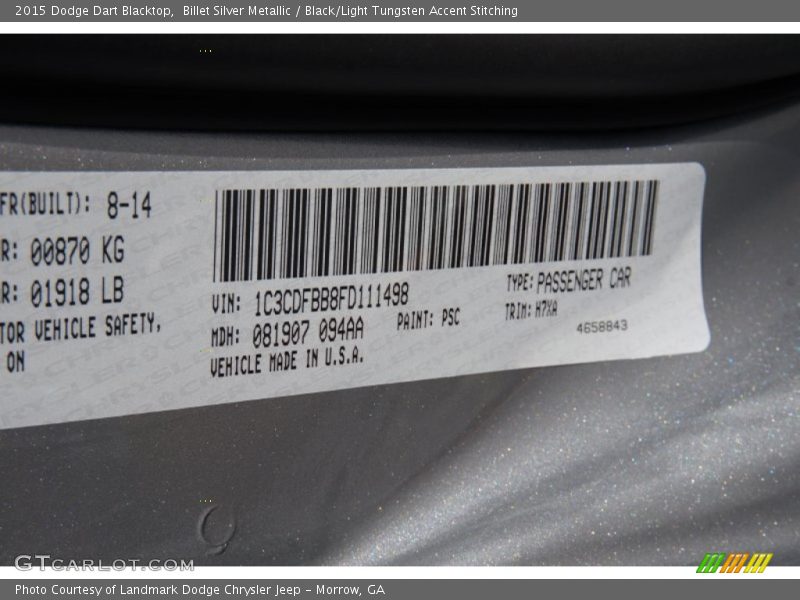 2015 Dodge Dart Blacktop, Billet Silver Metallic / Black/Light Tungsten Accent Stitching
FR(BUILT): 8-14
R: 00870 KG
R: 01918 LB
TOR VEHICLE SAFETY,
ON
VIN: 1C3CDFBB8FD111498
TYPE: PASSENGER CAR
MDH: 081907 094AA
PAINT: PSC
TRIM: H7XA
VEHICLE MADE IN U.S.A.
4658843
GTCARLOT.COM
Photo Courtesy of Landmark Dodge Chrysler Jeep – Morrow, GA